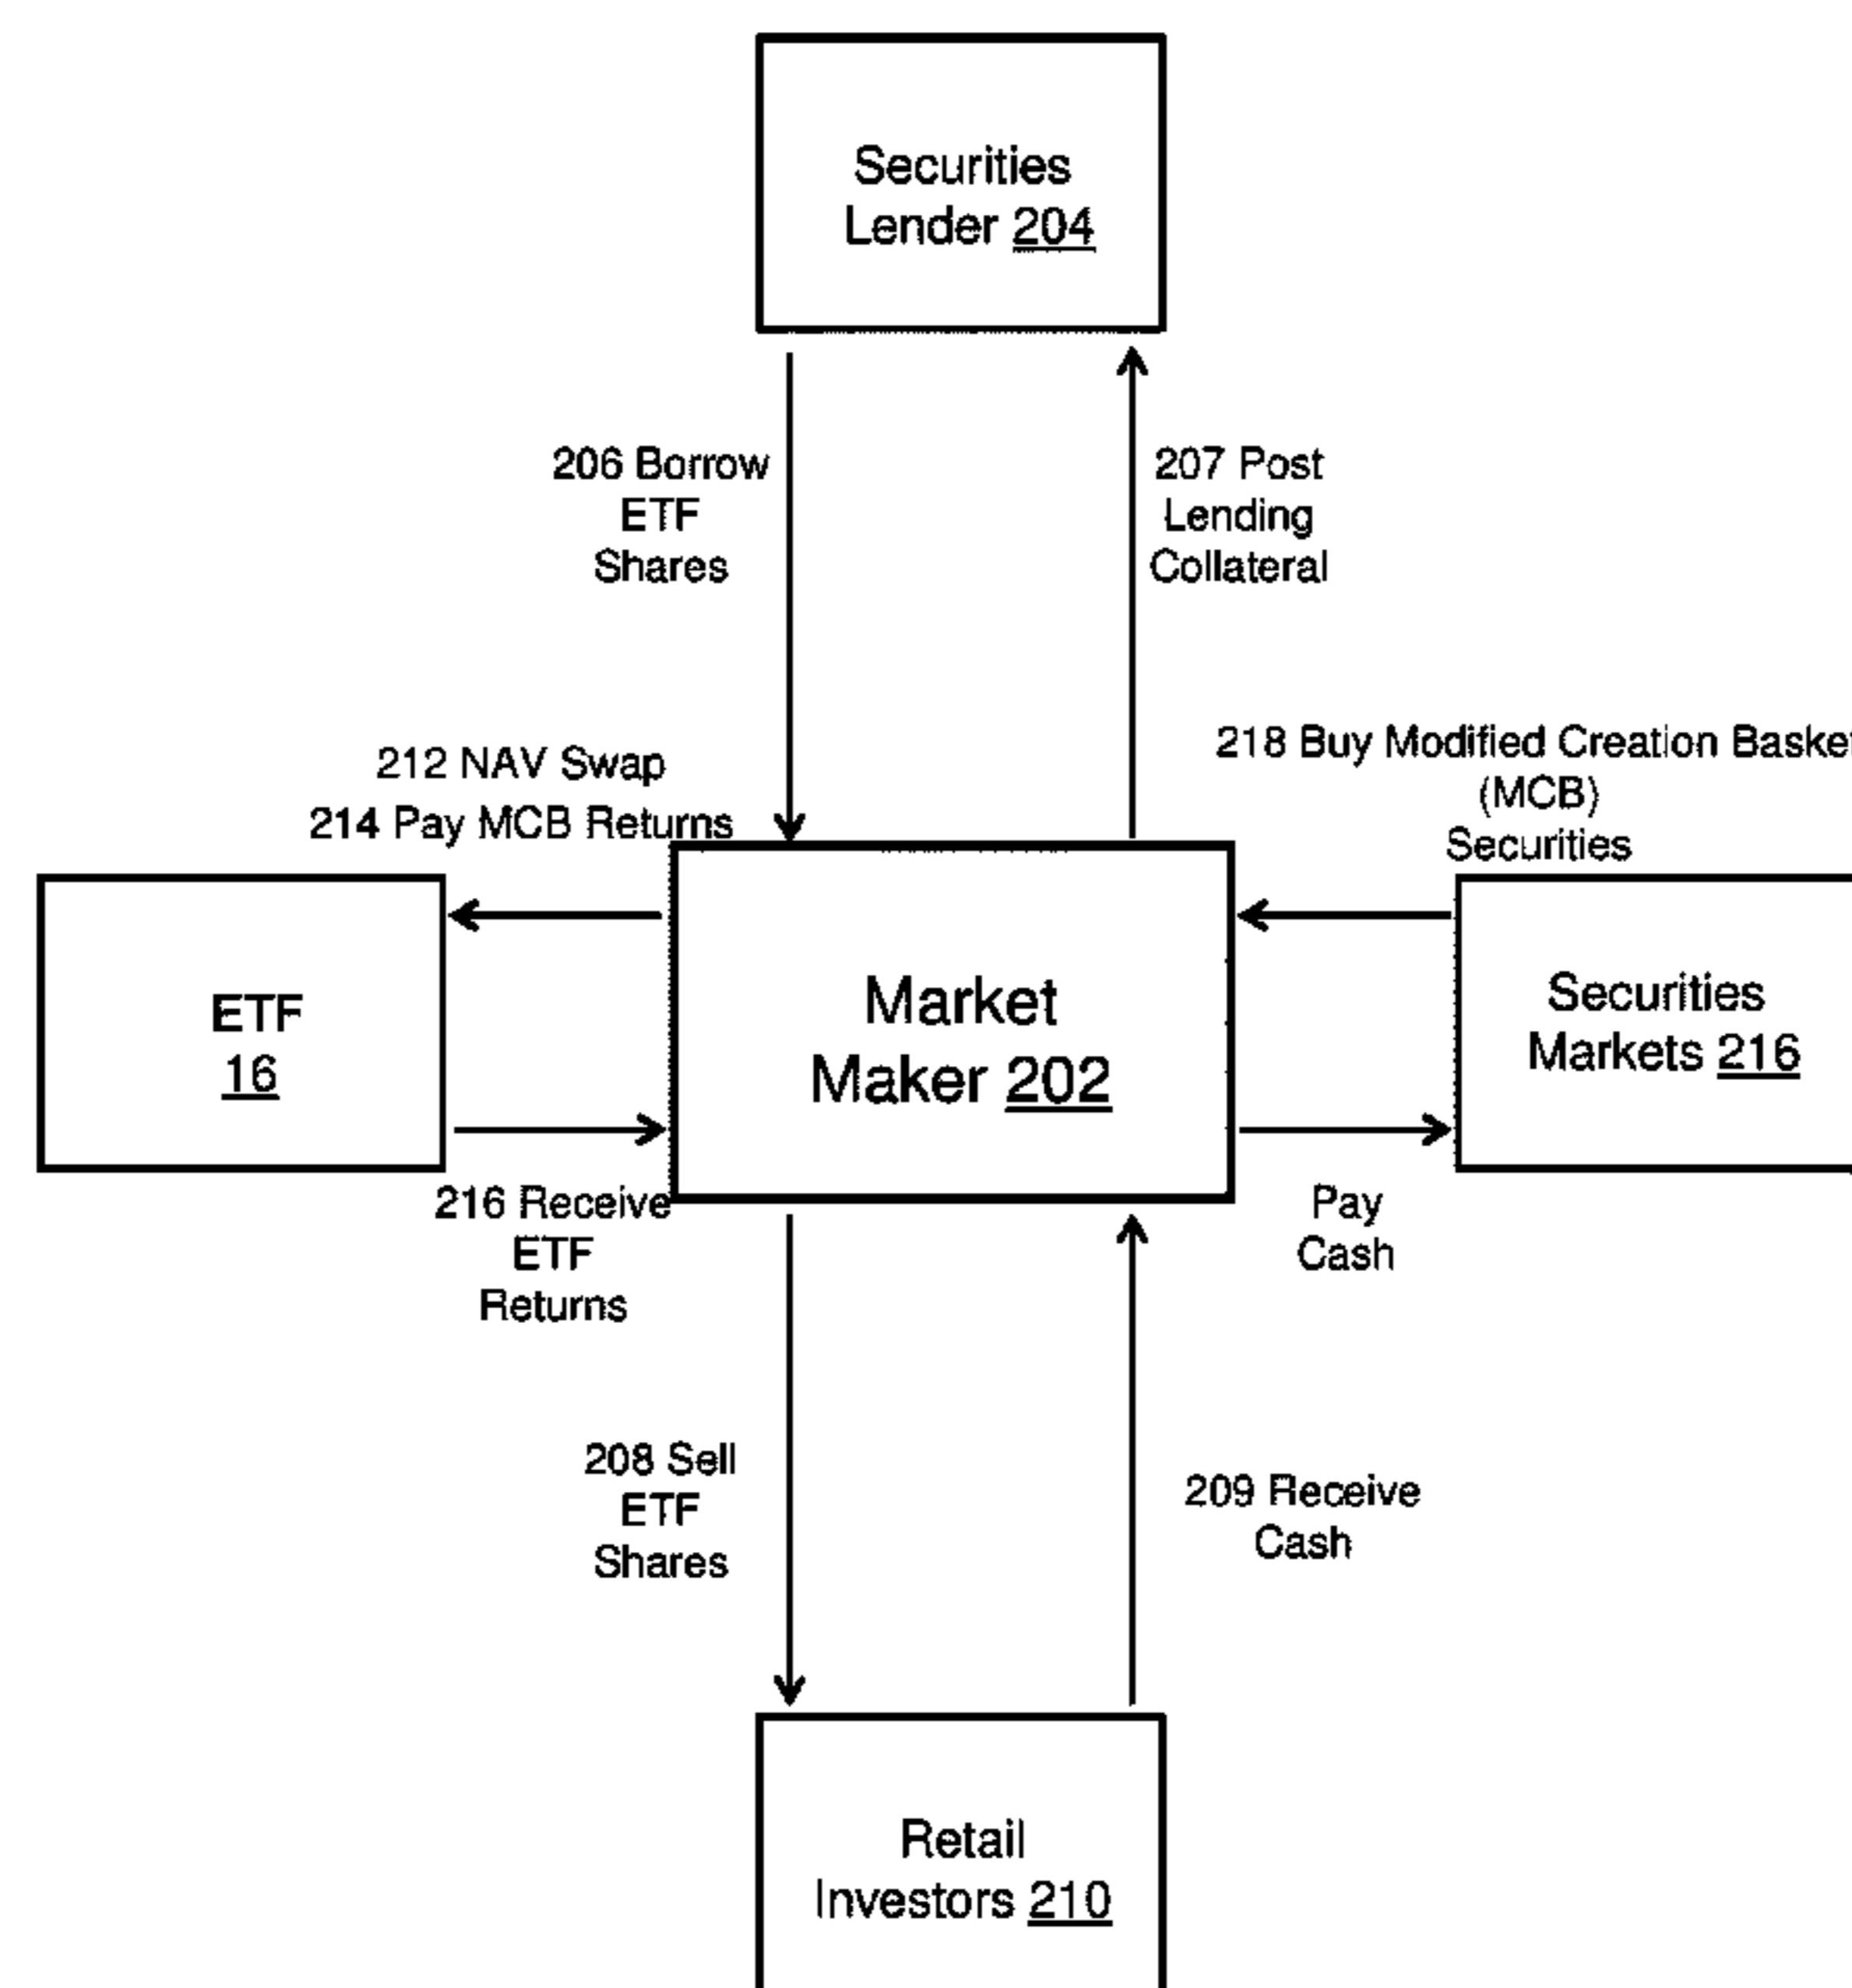 Securities
Lender 204
206 Borrow
ETF
Shares
207 Post
Lending
Collateral
212 NAV Swap
214 Pay MCB Returns
218 Buy Modified Creation Basket
(MCB)
Securities
ETF
16
Market
Maker 202
Securities
Markets 216
216 Receive
ETF
Returns
Pay
Cash
208 Sell
ETF
Shares
209 Receive
Cash
Retail
Investors 210